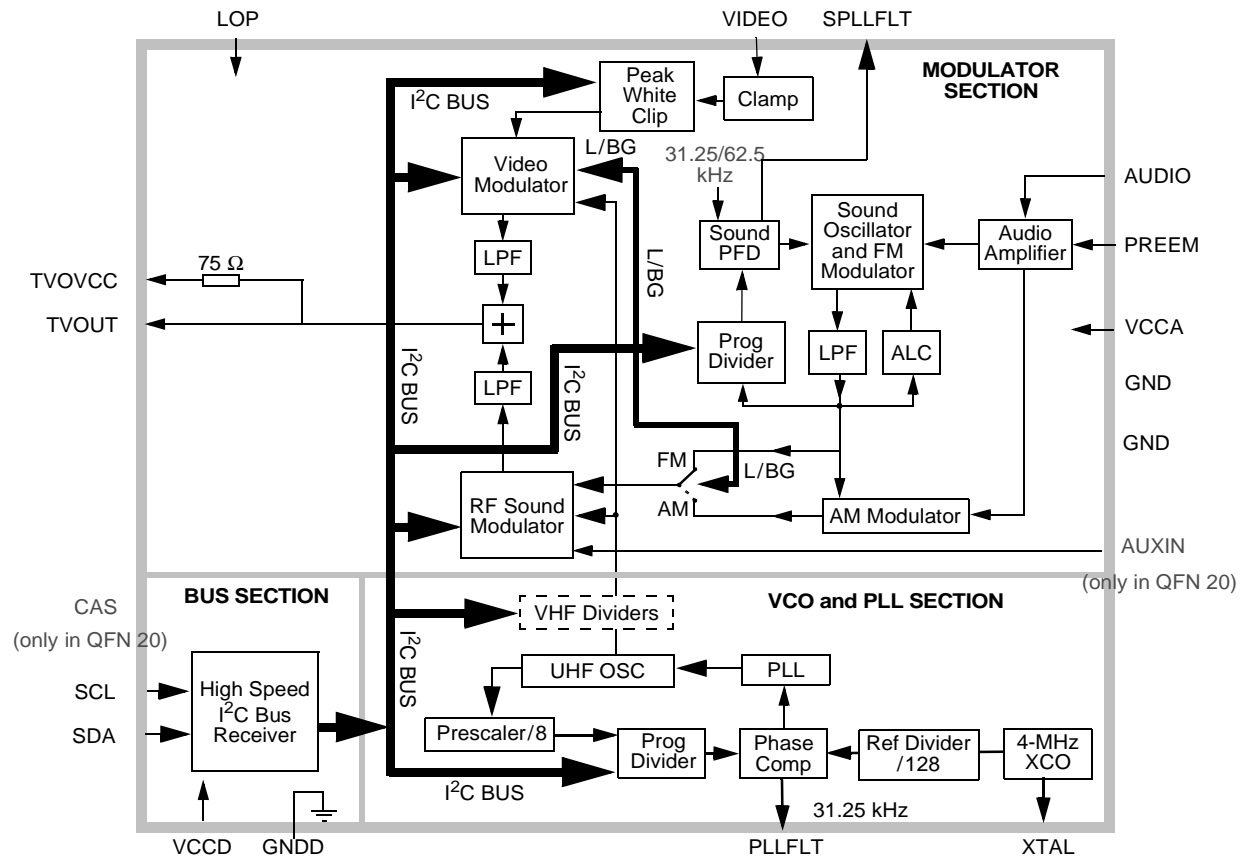 LOP
VIDEO
SPLLFLT
MODULATOR
SECTION
I²C BUS
Peak
White
Clip
Clamp
L/BG
31.25/62.5
kHz
Video
Modulator
AUDIO
Sound
PFD
Sound
Oscillator
and FM
Modulator
Audio
Amplifier
PREEM
LPF
L/BG
75 Ω
TVOVCC
TVOUT
+
VCCA
Prog
Divider
LPF
ALC
I²C BUS
I²C BUS
LPF
GND
GND
FM
L/BG
AM
RF Sound
Modulator
AM Modulator
AUXIN
(only in QFN 20)
CAS
(only in QFN 20)
BUS SECTION
VCO and PLL SECTION
VHF Dividers
I²C BUS
UHF OSC
PLL
SCL
SDA
High Speed
I²C Bus
Receiver
Prescaler/8
Prog
Divider
Phase
Comp
Ref Divider
/128
4-MHz
XCO
I²C BUS
31.25 kHz
VCCD
GNDD
PLLFLT
XTAL